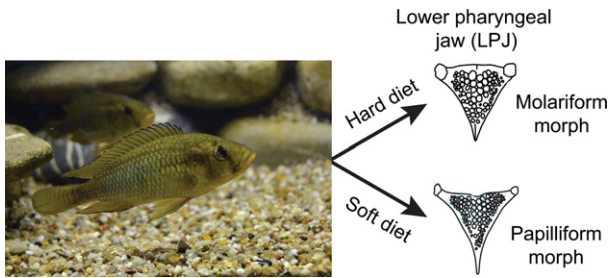 Lower pharyngeal
jaw (LPJ)
Hard diet
Molariform
morph
Soft diet
Papilliform
morph